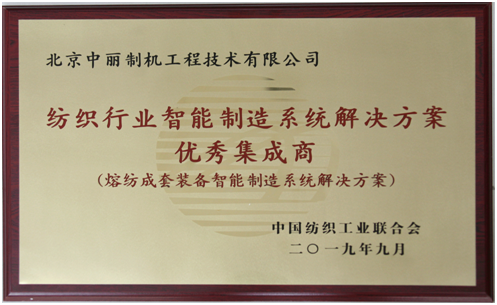 北京中丽制机工程技术有限公司
纺织行业智能制造系统解决方案
优秀集成商
(熔纺成套装备智能制造系统解决方案)
中国纺织工业联合会
二〇一九年九月